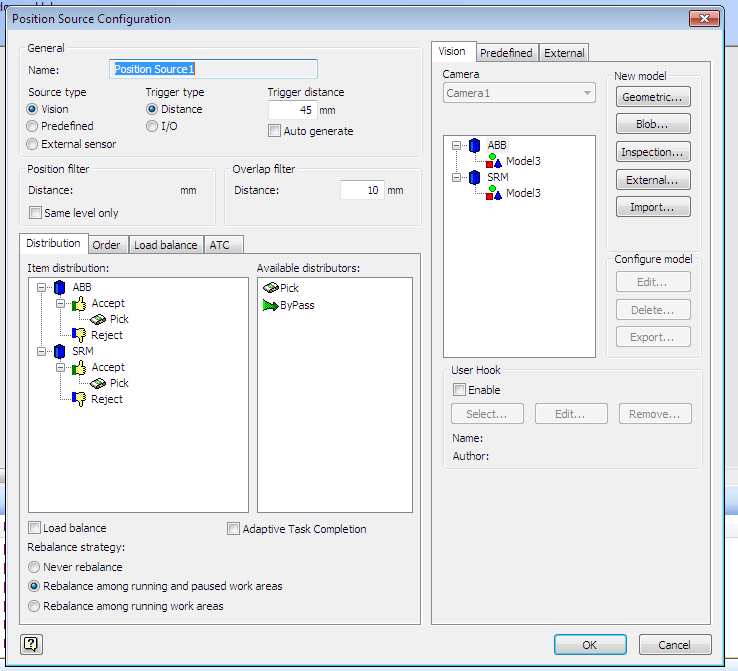 Position Source Configuration
General
Name: Position Source1
Source type
Vision
Predefined
External sensor
Trigger type
Distance
I/O
Trigger distance
45 mm
Auto generate
Position filter
Distance: mm
Same level only
Overlap filter
Distance: 10 mm
Distribution Order Load balance ATC
Item distribution:
ABB
Accept
Pick
Reject
SRM
Accept
Pick
Reject
Available distributors:
Pick
ByPass
Load balance
Adaptive Task Completion
Rebalance strategy:
Never rebalance
Rebalance among running and paused work areas
Rebalance among running work areas
Vision Predefined External
Camera
Camera1
ABB
Model3
SRM
Model3
New model
Geometric...
Blob...
Inspection...
External...
Import...
Configure model
Edit...
Delete...
Export...
User Hook
Enable
Select... Edit... Remove...
Name:
Author:
?
OK Cancel